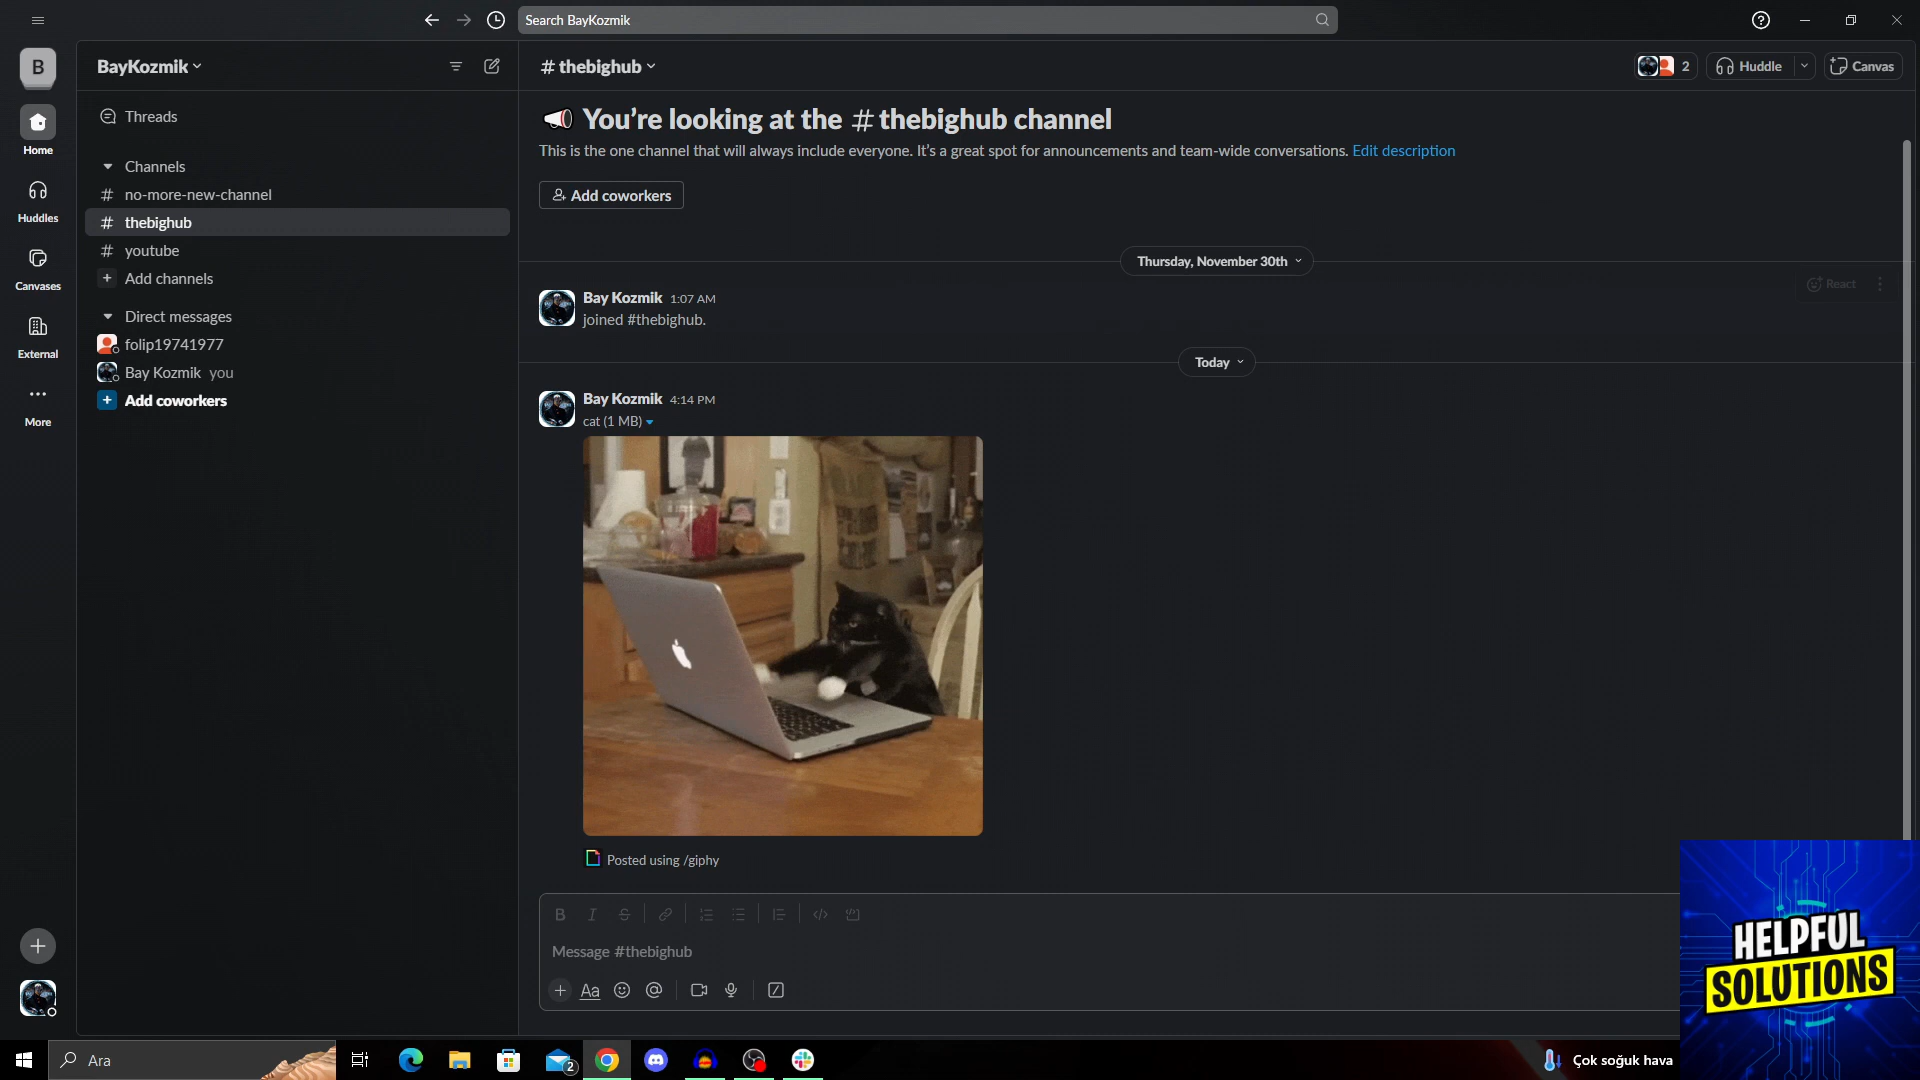 Search BayKozmik
B
BayKozmik
# thebighub
2
Huddle
Canvas
Home
Huddles
Canvases
External
More
Threads
Channels
# no-more-new-channel
# thebighub
# youtube
+ Add channels
Direct messages
folip19741977
Bay Kozmik you
+ Add coworkers
You’re looking at the # thebighub channel
This is the one channel that will always include everyone. It’s a great spot for announcements and team-wide conversations. Edit description
Add coworkers
Thursday, November 30th
React
Bay Kozmik 1:07 AM
joined #thebighub.
Today
Bay Kozmik 4:14 PM
cat (1 MB)
Posted using /giphy
B I S
Message #thebighub
+ Aa @
HELPFUL
SOLUTIONS
Ara
2
Çok soğuk hava